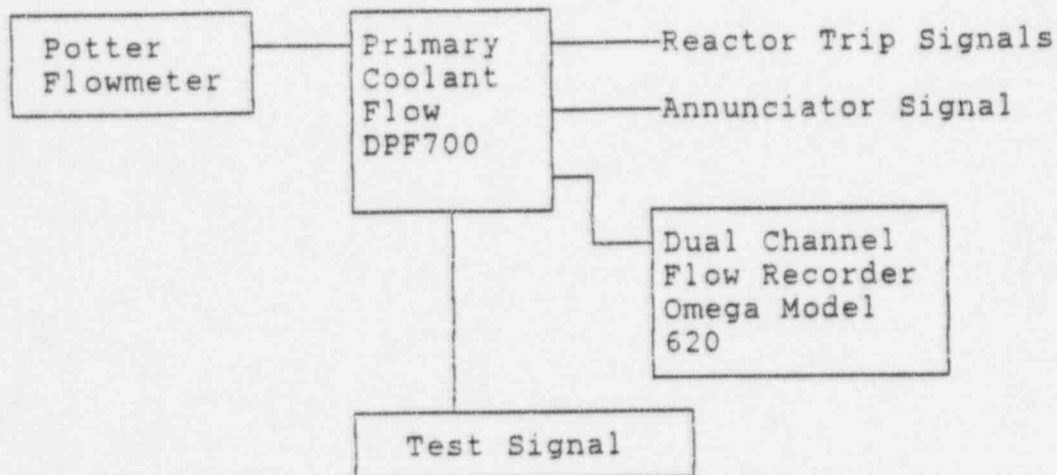 Potter
Flowmeter
Primary
Coolant
Flow
DPF700
Reactor Trip Signals
Annunciator Signal
Dual Channel
Flow Recorder
Omega Model
620
Test Signal